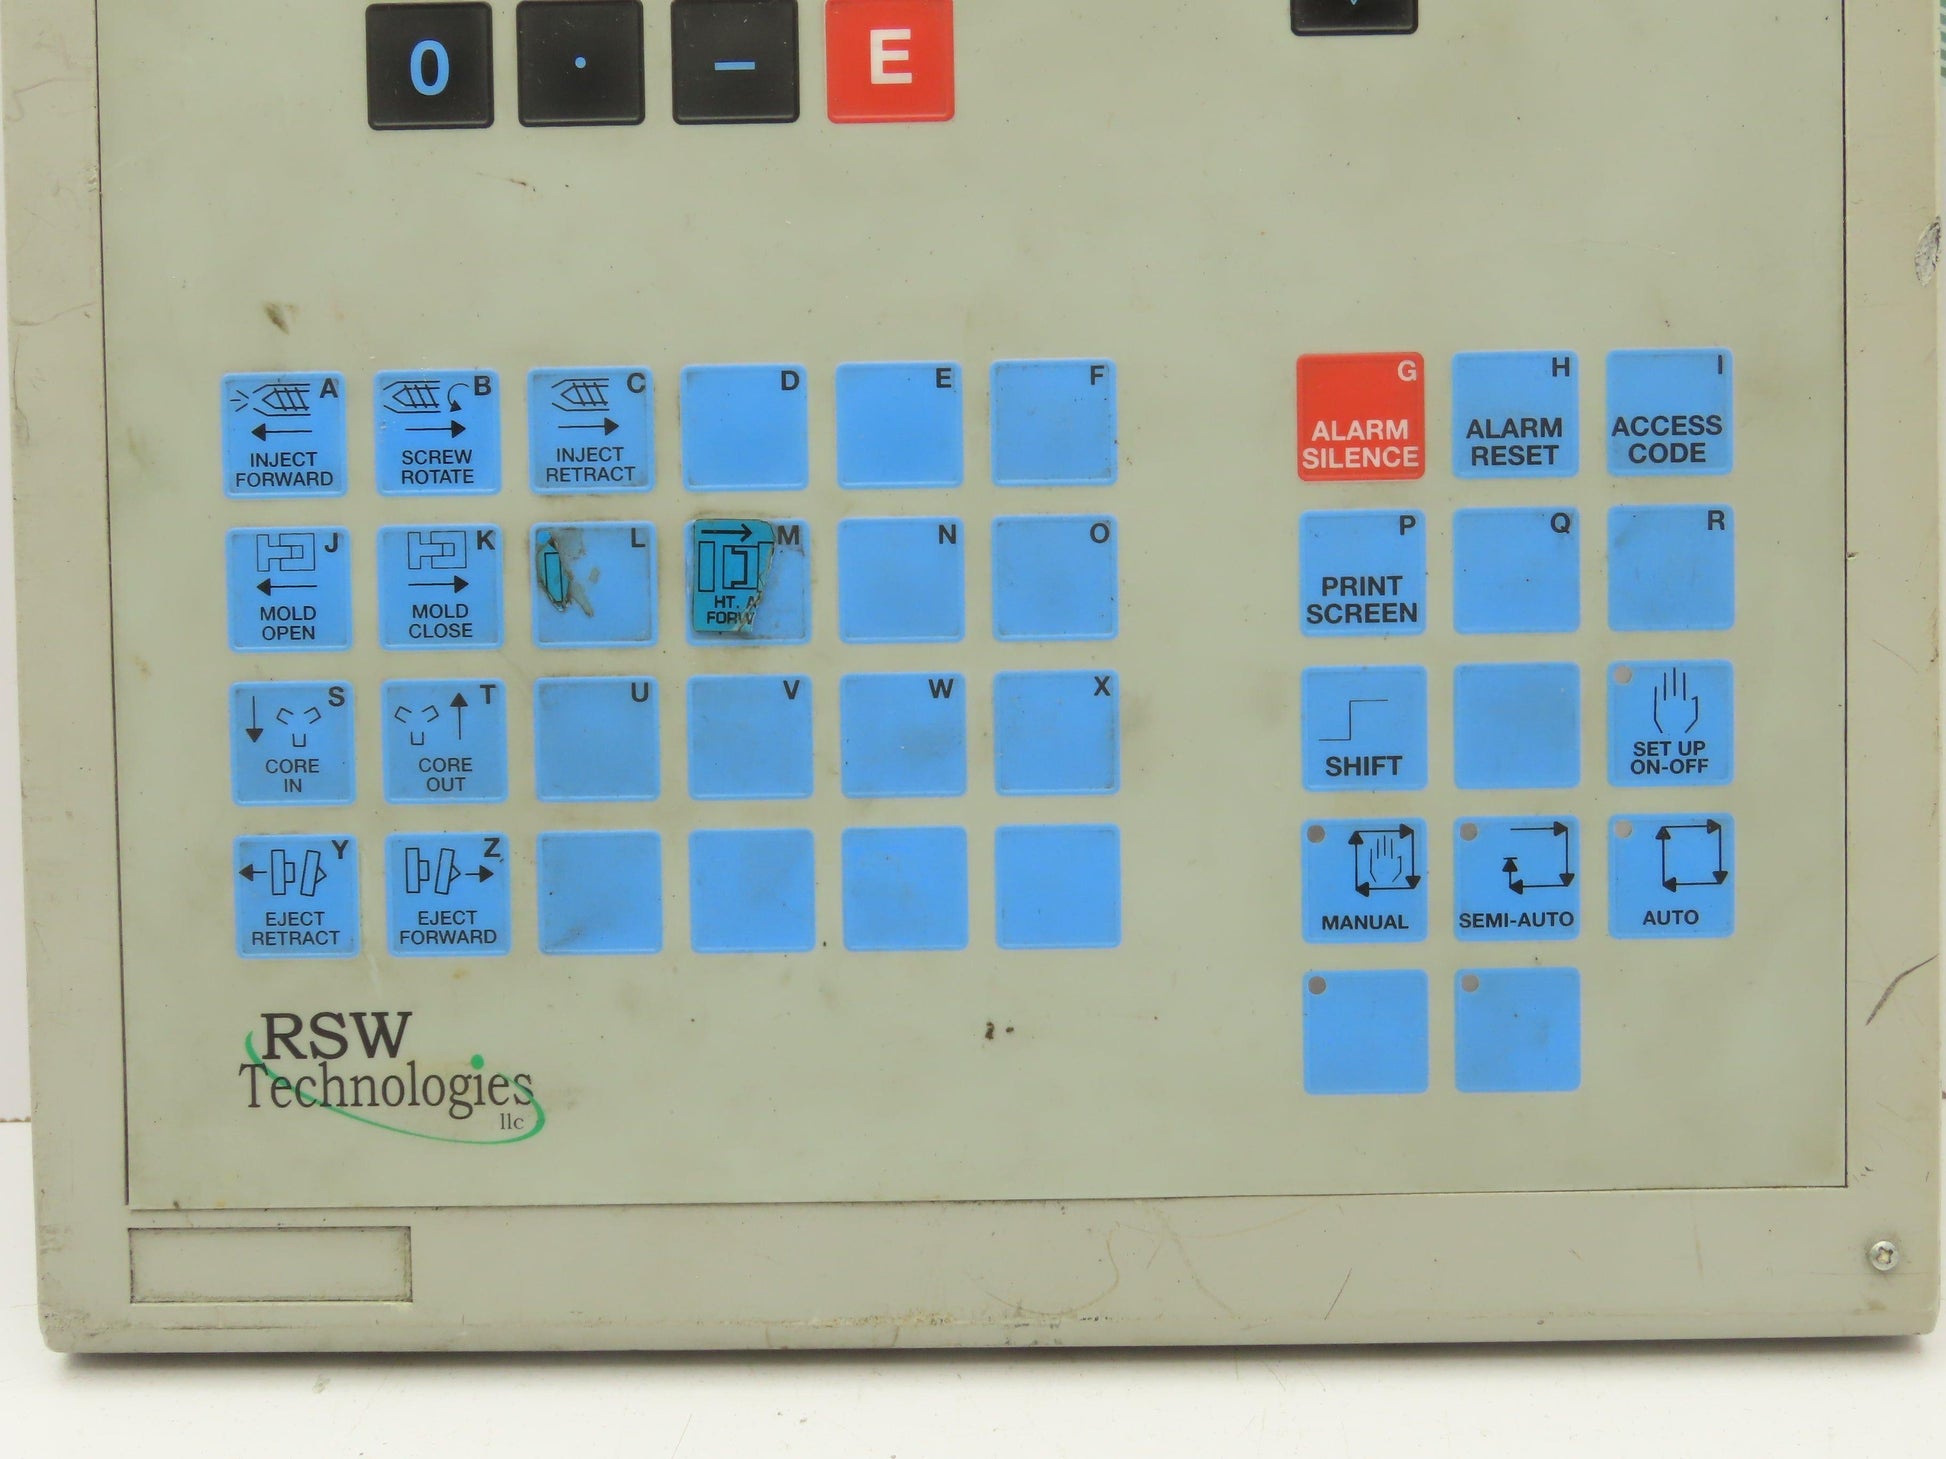 0 · − E
A
INJECT
FORWARD
B
SCREW
ROTATE
C
INJECT
RETRACT
D
E
F
J
MOLD
OPEN
K
MOLD
CLOSE
L
M
HT.
N
O
S
CORE
IN
T
CORE
OUT
U
V
W
X
Y
EJECT
RETRACT
Z
EJECT
FORWARD
G
ALARM
SILENCE
H
ALARM
RESET
I
ACCESS
CODE
P
PRINT
SCREEN
Q
R
SHIFT
SET UP
ON-OFF
MANUAL
SEMI-AUTO
AUTO
RSW
Technologies
llc